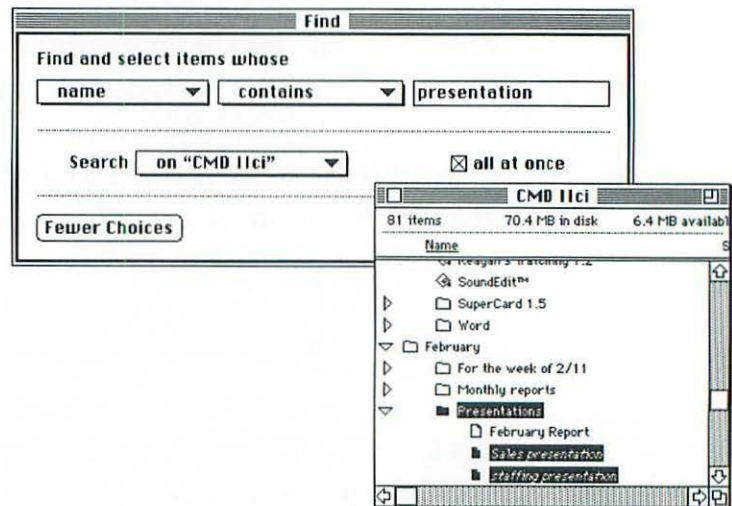 Find
Find and select items whose
name contains presentation
Search on “CMD IIci” all at once
Fewer Choices
CMD IIci
81 items 70.4 MB in disk 6.4 MB availabl
Name S
SoundEdit™
SuperCard 1.5
Word
February
For the week of 2/11
Monthly reports
Presentations
February Report
Sales presentation
staffing presentation